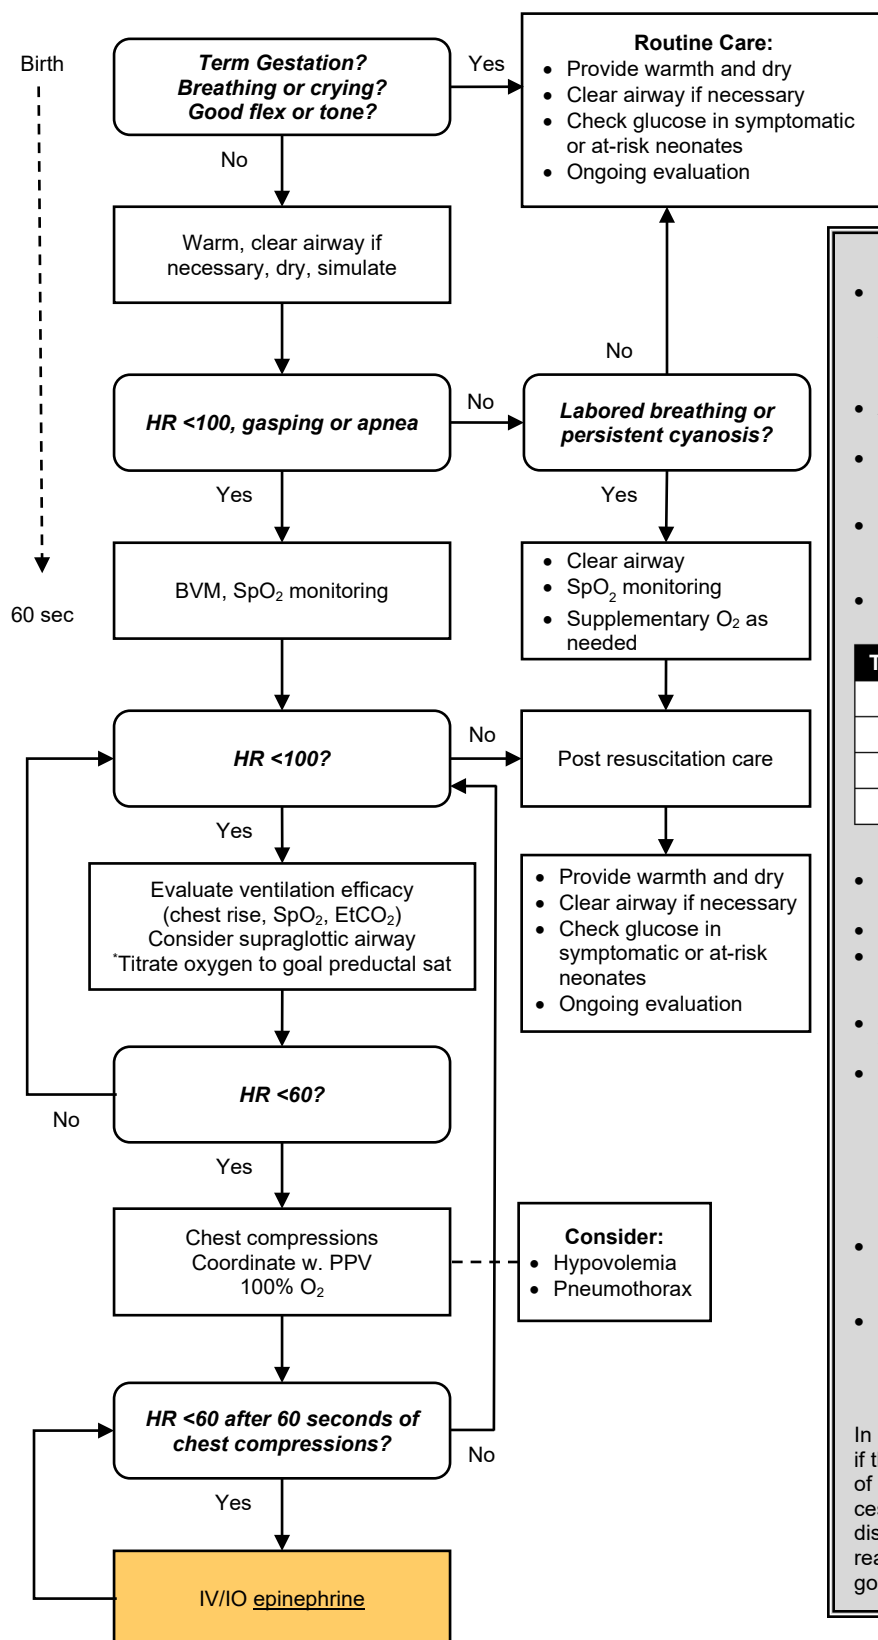 Birth
Term Gestation?
Breathing or crying?
Good flex or tone?
Yes
Routine Care:
• Provide warmth and dry
• Clear airway if necessary
• Check glucose in symptomatic
or at-risk neonates
• Ongoing evaluation
No
Warm, clear airway if
necessary, dry, simulate
No
HR <100, gasping or apnea
No
Labored breathing or
persistent cyanosis?
Yes
Yes
BVM, SpO₂ monitoring
• Clear airway
• SpO₂ monitoring
• Supplementary O₂ as
needed
60 sec
HR <100?
No
Post resuscitation care
Yes
Evaluate ventilation efficacy
(chest rise, SpO₂, EtCO₂)
Consider supraglottic airway
*Titrate oxygen to goal preductal sat
• Provide warmth and dry
• Clear airway if necessary
• Check glucose in
symptomatic or at-risk
neonates
• Ongoing evaluation
HR <60?
No
Yes
Chest compressions
Coordinate w. PPV
100% O₂
Consider:
• Hypovolemia
• Pneumothorax
HR <60 after 60 seconds of
chest compressions?
No
Yes
IV/IO epinephrine
T
In
if t
of
ces
dis
rea
go